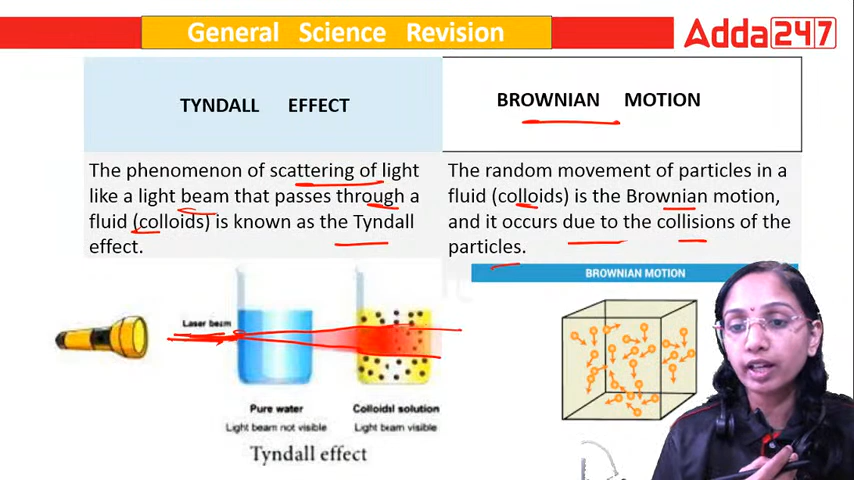 General Science Revision
Adda247
TYNDALL EFFECT
The phenomenon of scattering of light
like a light beam that passes through a
fluid (colloids) is known as the Tyndall
effect.
BROWNIAN MOTION
The random movement of particles in a
fluid (colloids) is the Brownian motion,
and it occurs due to the collisions of the
particles.
BROWNIAN MOTION
Laser beam
Pure water
Light beam not visible
Colloidal solution
Light beam visible
Tyndall effect